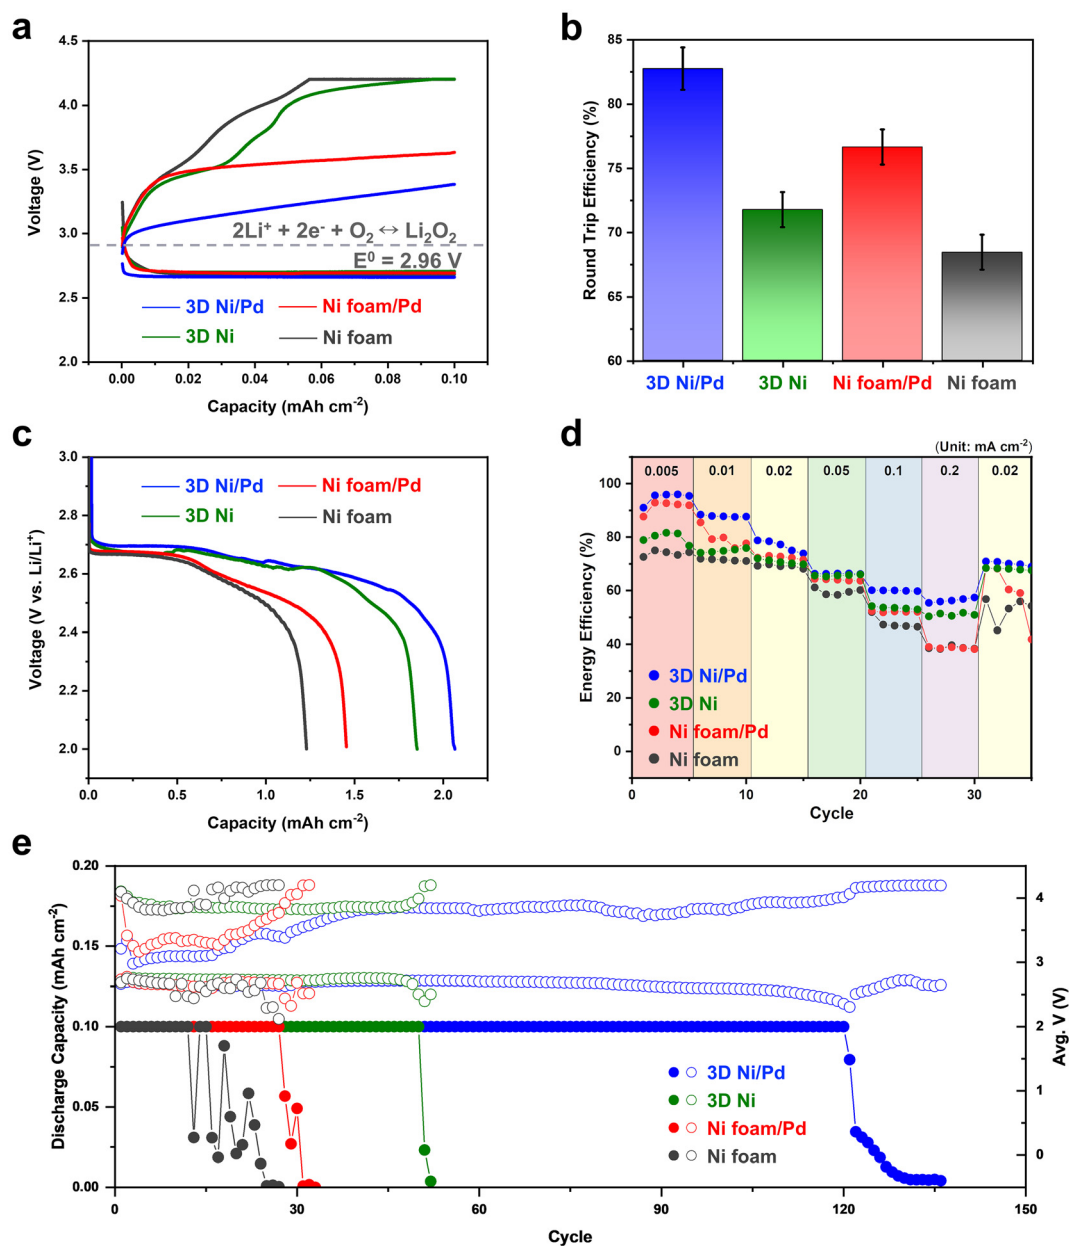 a
4.5
4.0
3.5
3.0
2.5
2.0
Voltage (V)
2Li⁺ + 2e⁻ + O₂ ↔ Li₂O₂
E⁰ = 2.96 V
3D Ni/Pd
Ni foam/Pd
3D Ni
Ni foam
0.00 0.02 0.04 0.06 0.08 0.10
Capacity (mAh cm⁻²)
b
85
80
75
70
65
60
Round Trip Efficiency (%)
3D Ni/Pd 3D Ni Ni foam/Pd Ni foam
c
3.0
2.8
2.6
2.4
2.2
2.0
Voltage (V vs. Li/Li⁺)
3D Ni/Pd
Ni foam/Pd
3D Ni
Ni foam
0.0 0.5 1.0 1.5 2.0
Capacity (mAh cm⁻²)
d
(Unit: mA cm⁻²)
110
80
60
40
20
0
Energy Efficiency (%)
0.005 0.01 0.02 0.05 0.1 0.2 0.02
3D Ni/Pd
3D Ni
Ni foam/Pd
Ni foam
0 10 20 30
Cycle
e
0.20
0.15
0.10
0.05
0.00
Discharge Capacity (mAh cm⁻²)
4
3
2
1
0
Avg. V (V)
3D Ni/Pd
3D Ni
Ni foam/Pd
Ni foam
0 30 60 90 120 150
Cycle